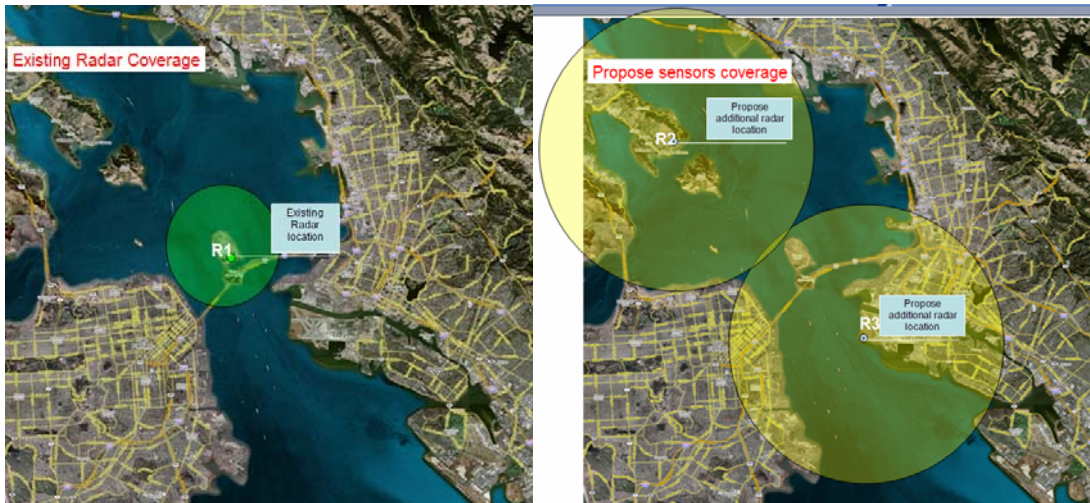 Existing Radar Coverage
Existing
Radar
location
R1
Propose sensors coverage
Propose
additional radar
location
R2
Propose
additional radar
location
R3